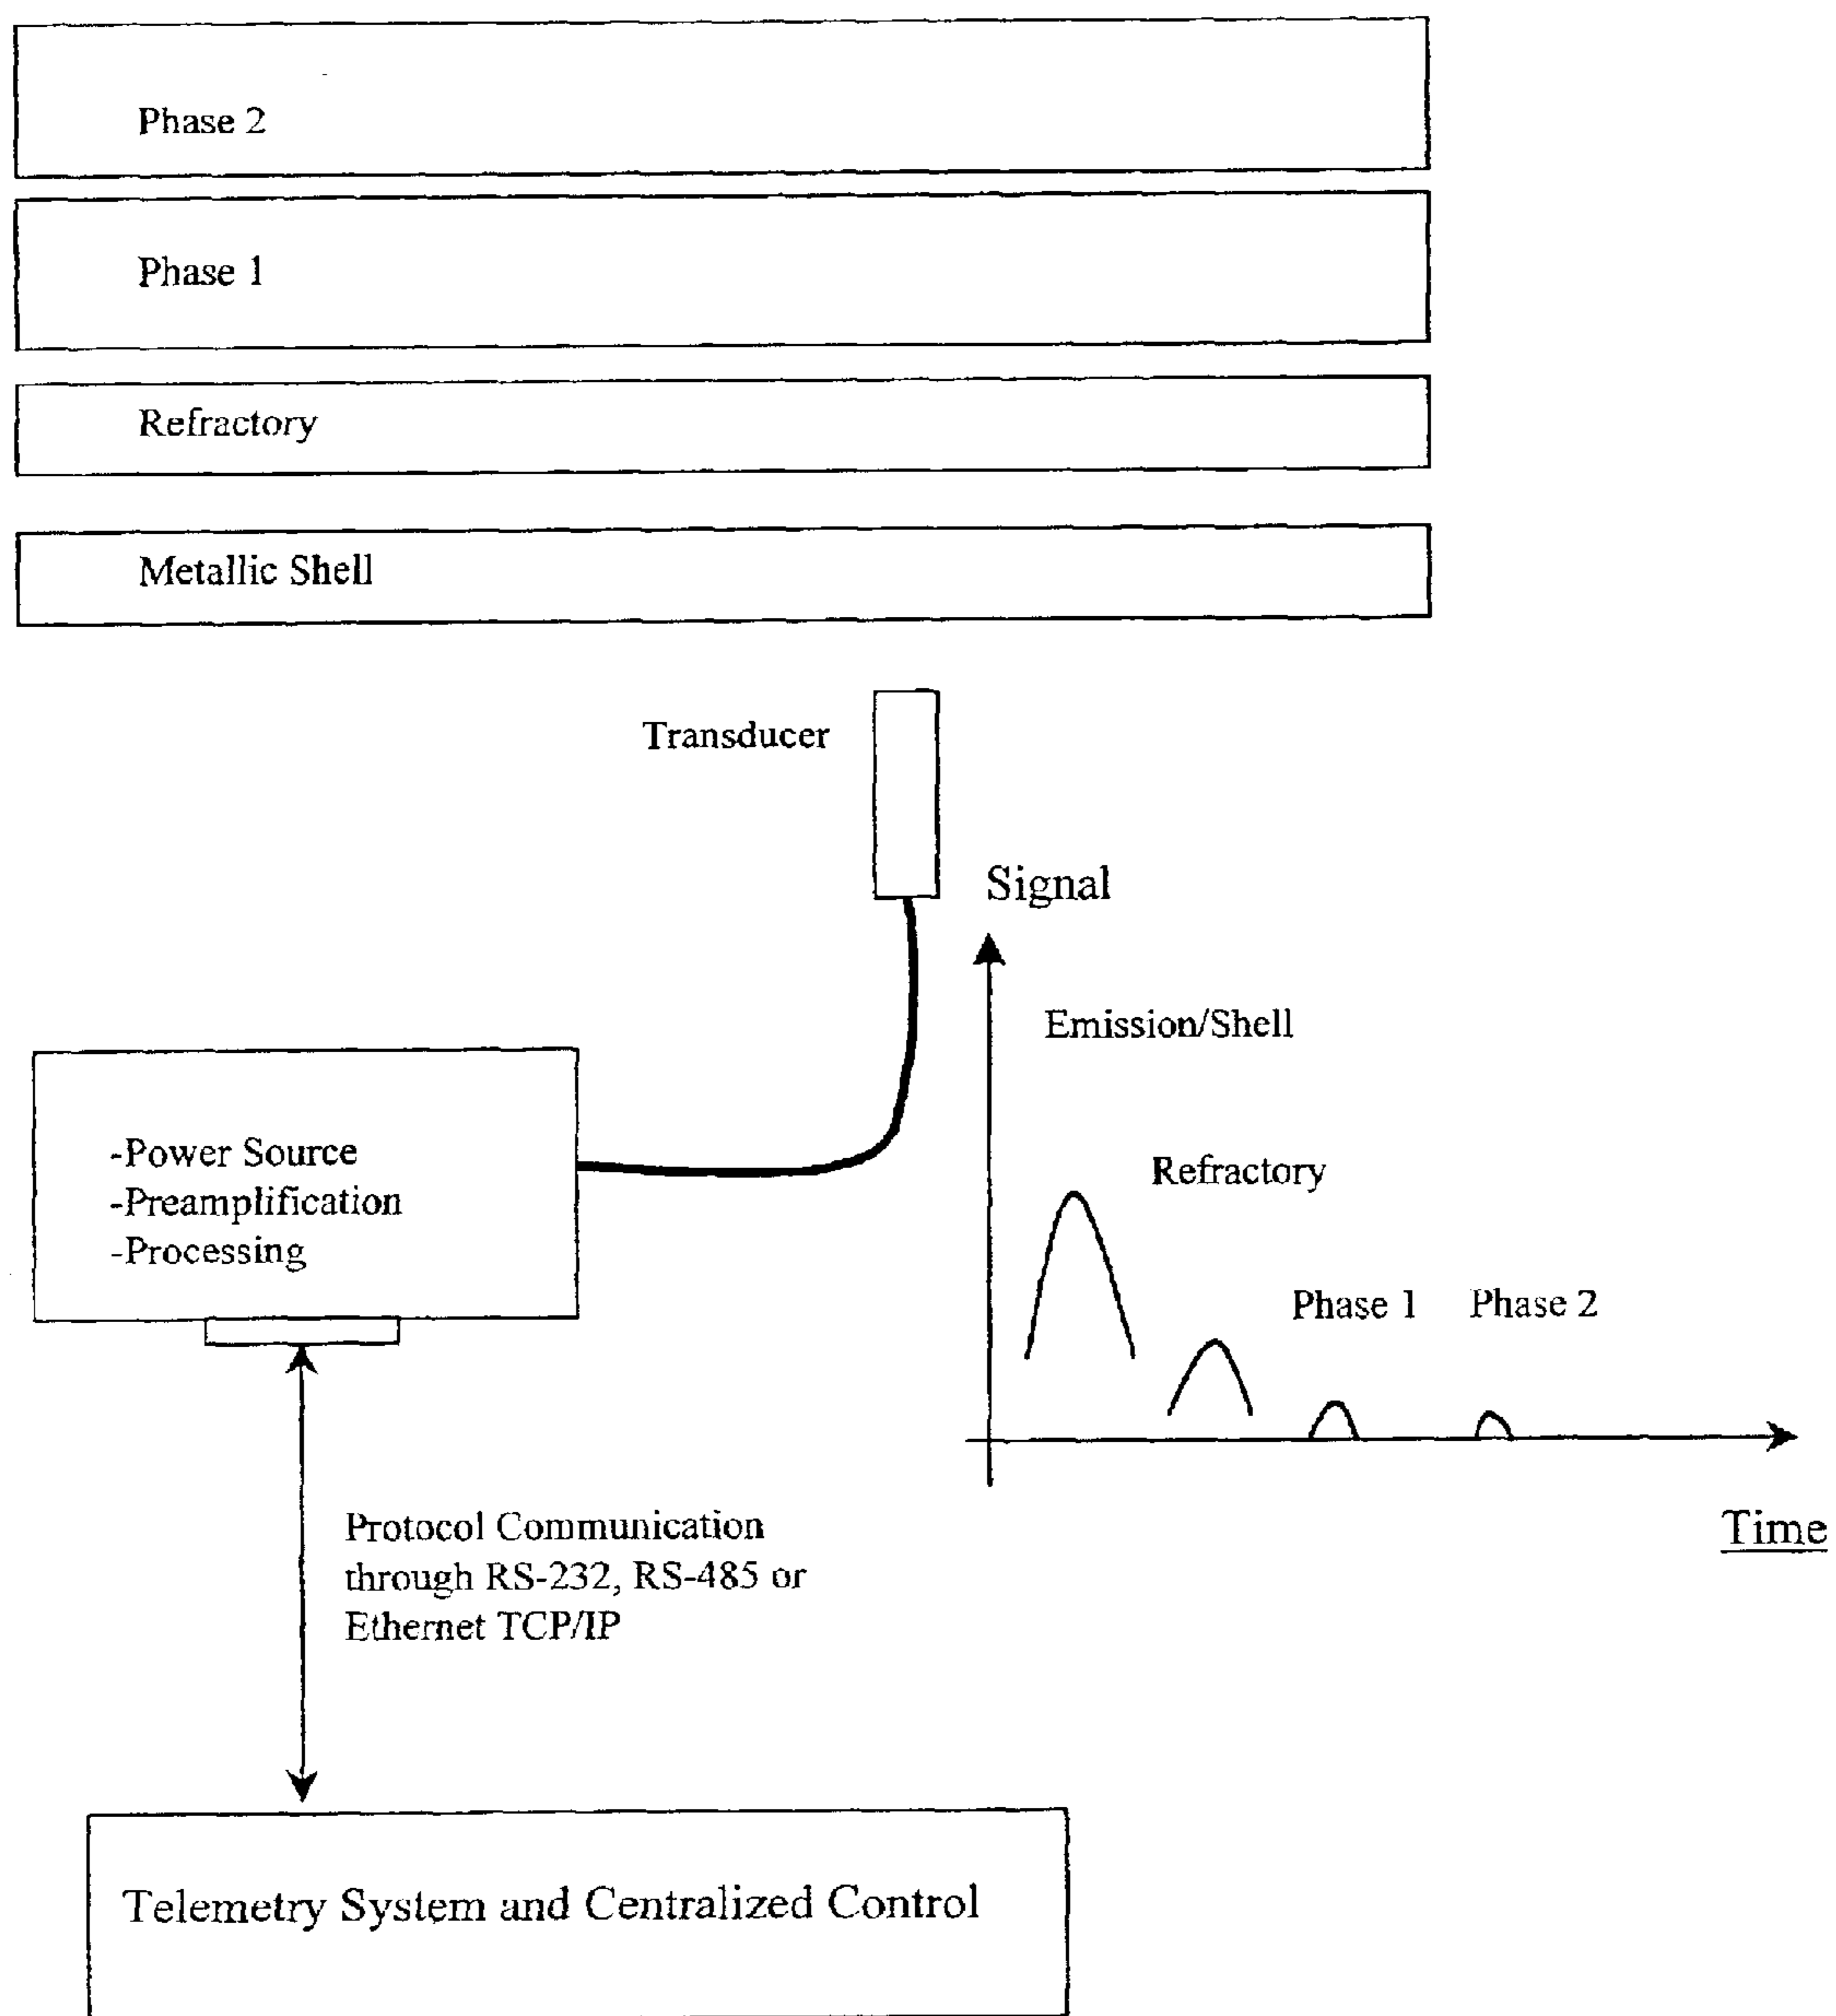 Phase 2
Phase 1
Refractory
Metallic Shell
Transducer
Signal
Emission/Shell
-Power Source
-Preamplification
-Processing
Refractory
Phase 1
Phase 2
Protocol Communication
through RS-232, RS-485 or
Ethernet TCP/IP
Time
Telemetry System and Centralized Control